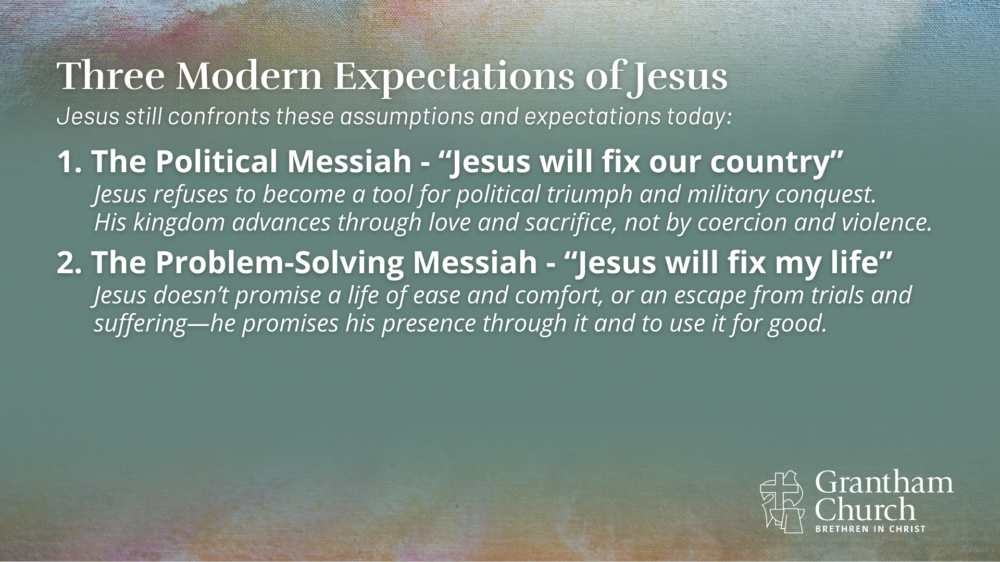 Three Modern Expectations of Jesus
Jesus still confronts these assumptions and expectations today:
1. The Political Messiah - “Jesus will fix our country”
Jesus refuses to become a tool for political triumph and military conquest.
His kingdom advances through love and sacrifice, not by coercion and violence.
2. The Problem-Solving Messiah - “Jesus will fix my life”
Jesus doesn’t promise a life of ease and comfort, or an escape from trials and
suffering—he promises his presence through it and to use it for good.
Grantham
Church
BRETHREN IN CHRIST